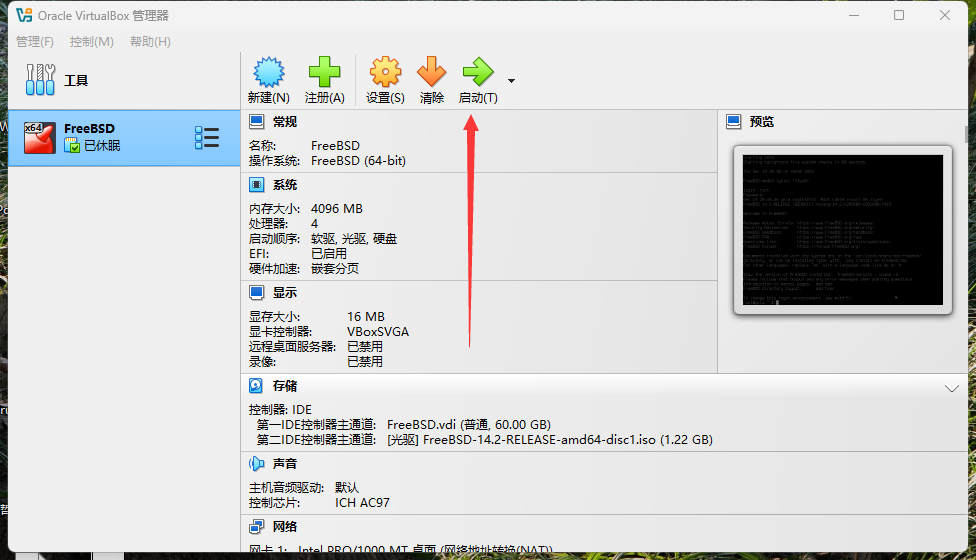 Oracle VirtualBox 管理器
管理(F) 控制(M) 帮助(H)
工具
新建(N) 注册(A) 设置(S) 清除 启动(T)
x64
FreeBSD
已休眠
常规
名称: FreeBSD
操作系统: FreeBSD (64-bit)
系统
内存大小: 4096 MB
处理器: 4
启动顺序: 软驱, 光驱, 硬盘
EFI: 已启用
硬件加速: 嵌套分页
显示
显存大小: 16 MB
显卡控制器: VBoxSVGA
远程桌面服务器: 已禁用
录像: 已禁用
预览
存储
控制器: IDE
第一IDE控制器主通道: FreeBSD.vdi (普通, 60.00 GB)
第二IDE控制器主通道: [光驱] FreeBSD-14.2-RELEASE-amd64-disc1.iso (1.22 GB)
声音
主机音频驱动: 默认
控制芯片: ICH AC97
网络
网卡 1: Intel PRO/1000 MT 桌面 (网络地址转换(NAT))